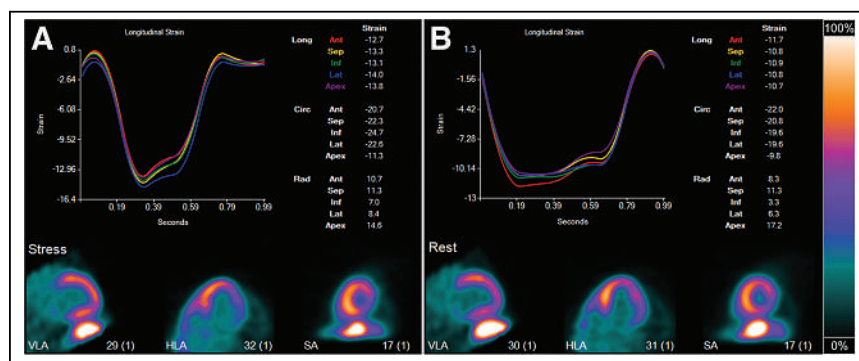 A
Longitudinal Strain
Strain
Long Ant -12.7
Sep -13.3
Inf -13.1
Lat -14.0
Apex -13.8
Circ Ant -20.7
Sep -22.3
Inf -24.7
Lat -22.6
Apex -11.3
Rad Ant 10.7
Sep 11.3
Inf 7.0
Lat 8.4
Apex 14.6
0.8
-2.64
-6.08
-9.52
-12.96
-16.4
Strain
0.19 0.39 0.59 0.79 0.99
Seconds
Stress
VLA 29 (1)
HLA 32 (1)
SA 17 (1)
B
Longitudinal Strain
Strain
Long Ant -11.7
Sep -10.8
Inf -10.9
Lat -10.8
Apex -10.7
Circ Ant -22.0
Sep -20.8
Inf -19.6
Lat -19.6
Apex -9.8
Rad Ant 8.3
Sep 11.3
Inf 3.3
Lat 6.3
Apex 17.2
1.3
-1.56
-4.42
-7.28
-10.14
-13
Strain
0.19 0.39 0.59 0.79 0.99
Seconds
Rest
VLA 30 (1)
HLA 31 (1)
SA 17 (1)
100%
0%